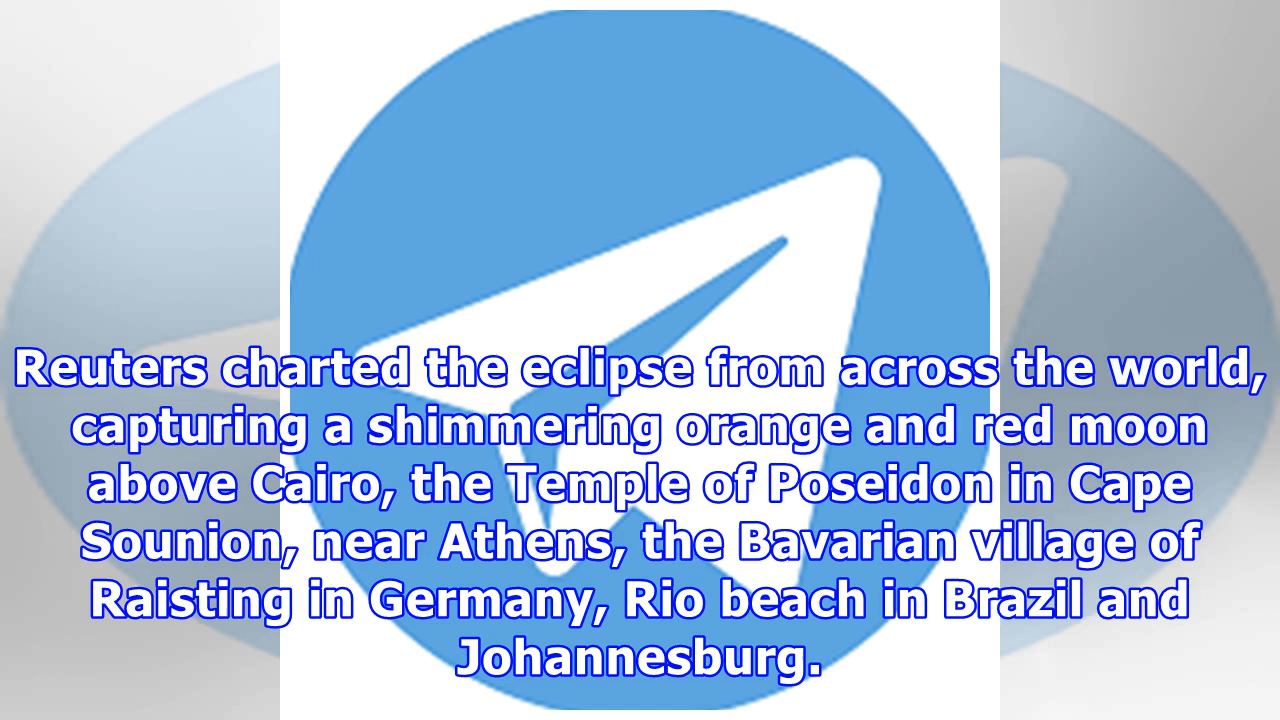 Reuters charted the eclipse from across the world,
capturing a shimmering orange and red moon
above Cairo, the Temple of Poseidon in Cape
Sounion, near Athens, the Bavarian village of
Raisting in Germany, Rio beach in Brazil and
Johannesburg.